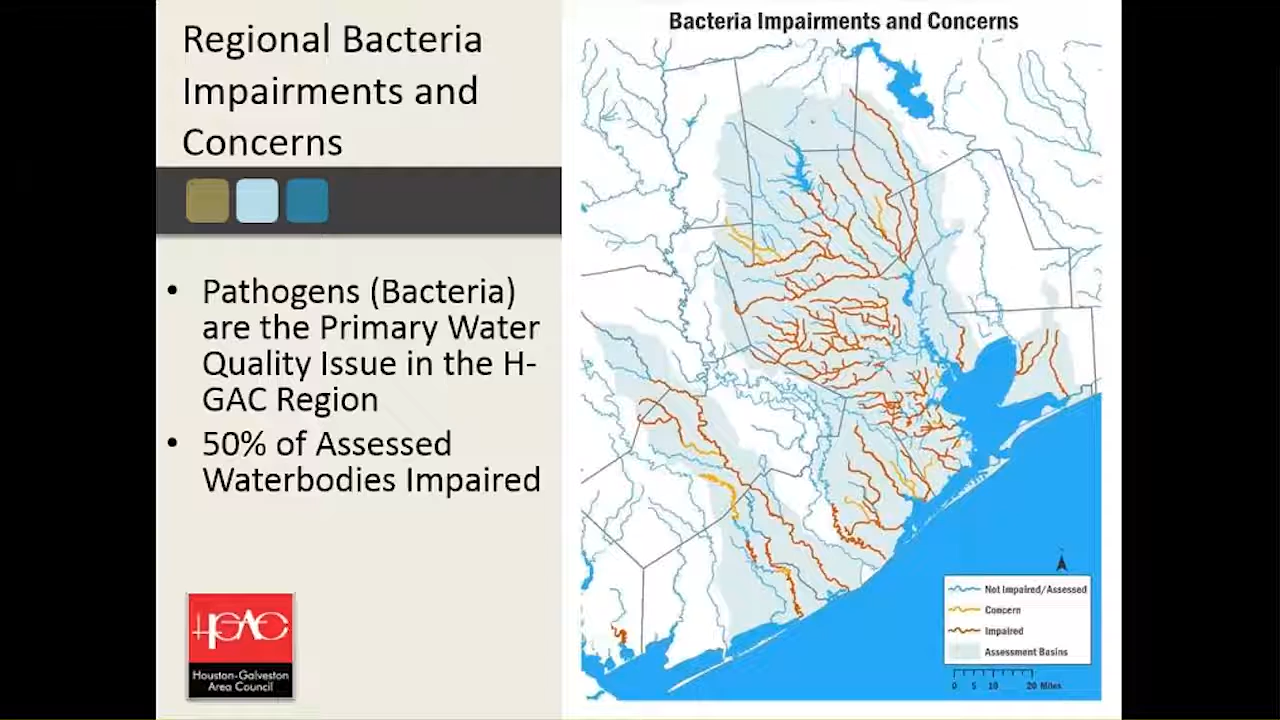 Regional Bacteria
Impairments and
Concerns
• Pathogens (Bacteria)
are the Primary Water
Quality Issue in the H-
GAC Region
• 50% of Assessed
Waterbodies Impaired
HGAC
Houston-Galveston
Area Council
Bacteria Impairments and Concerns
Not Impaired/Assessed
Concern
Impaired
Assessment Basins
0 5 10 20 Miles